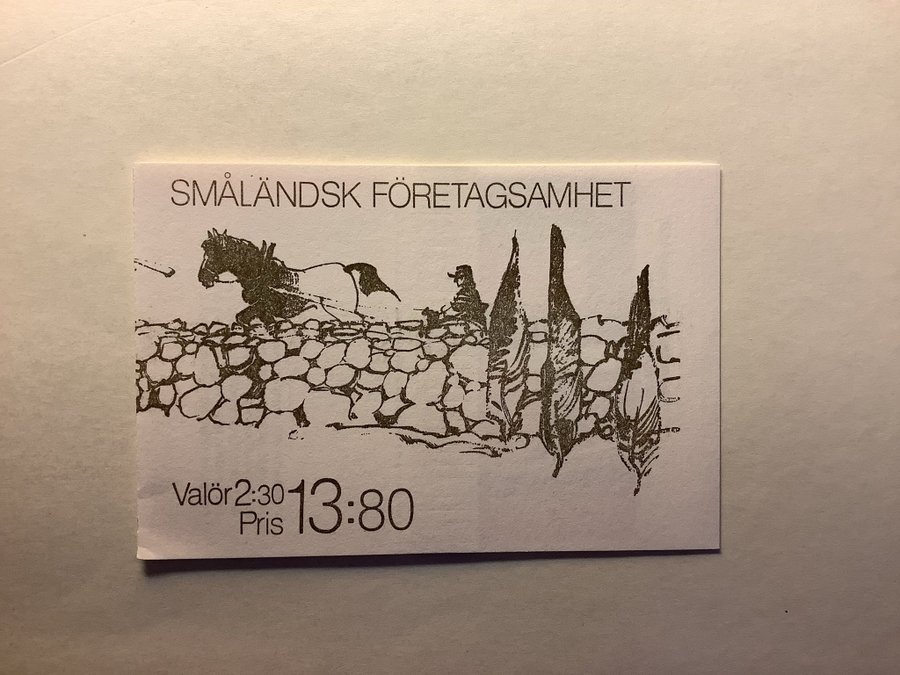 SMÅLÄNDSK FÖRETAGSAMHET
Valör 2:30
Pris 13:80